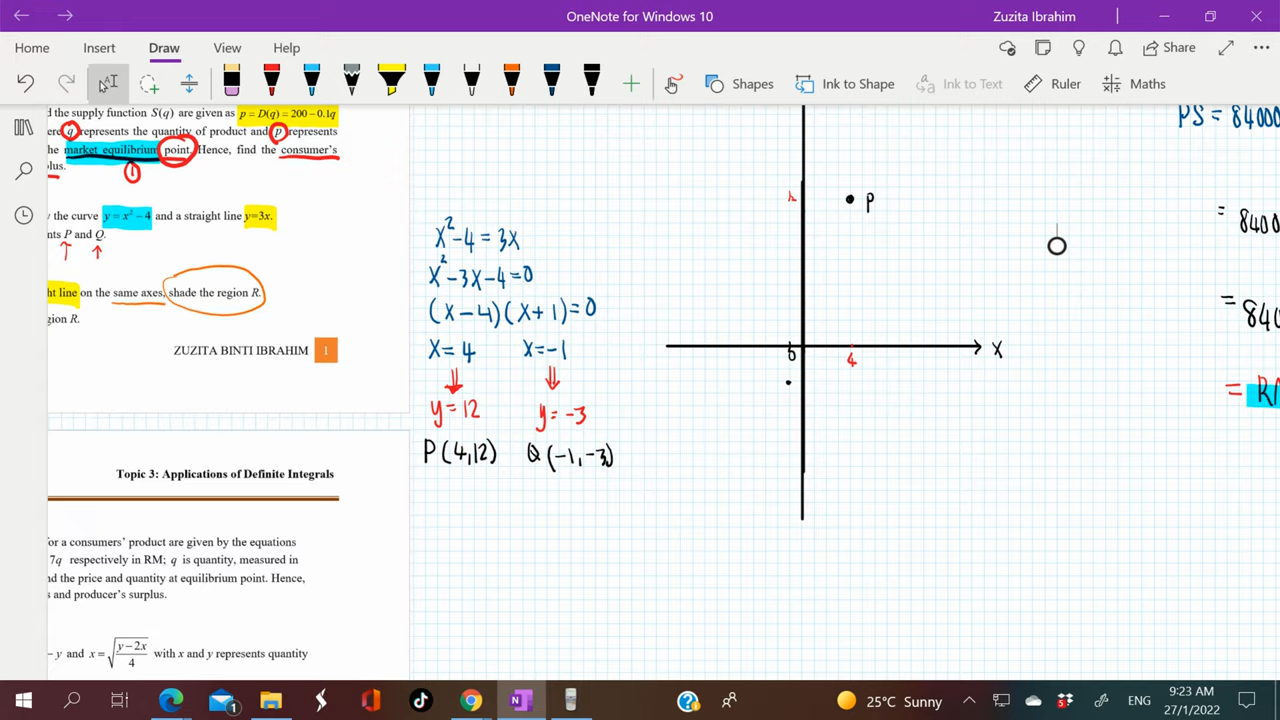 OneNote for Windows 10
Zuzita Ibrahim
Home Insert Draw View Help
Share
Shapes Ink to Shape Ink to Text Ruler Maths
d the supply function S(q) are given as p = D(q) = 200 – 0.1q
ere q represents the quantity of product and p represents
he market equilibrium point. Hence, find the consumer's
plus.
1
y the curve y = x² – 4 and a straight line y=3x.
nts P and Q.
ht line on the same axes, shade the region R.
gion R.
ZUZITA BINTI IBRAHIM 1
Topic 3: Applications of Definite Integrals
for a consumers' product are given by the equations
7q respectively in RM; q is quantity, measured in
nd the price and quantity at equilibrium point. Hence,
s and producer's surplus.
– y and x = √((y–2x)/4) with x and y represents quantity
x²-4 = 3x
x²-3x-4=0
(x-4)(x+1)=0
x=4 x=-1
y=12 y=-3
P(4,12) Q(-1,-3)
P
4
X
PS = 84000
= 8400
= 840
=
25°C Sunny
ENG
9:23 AM
27/1/2022